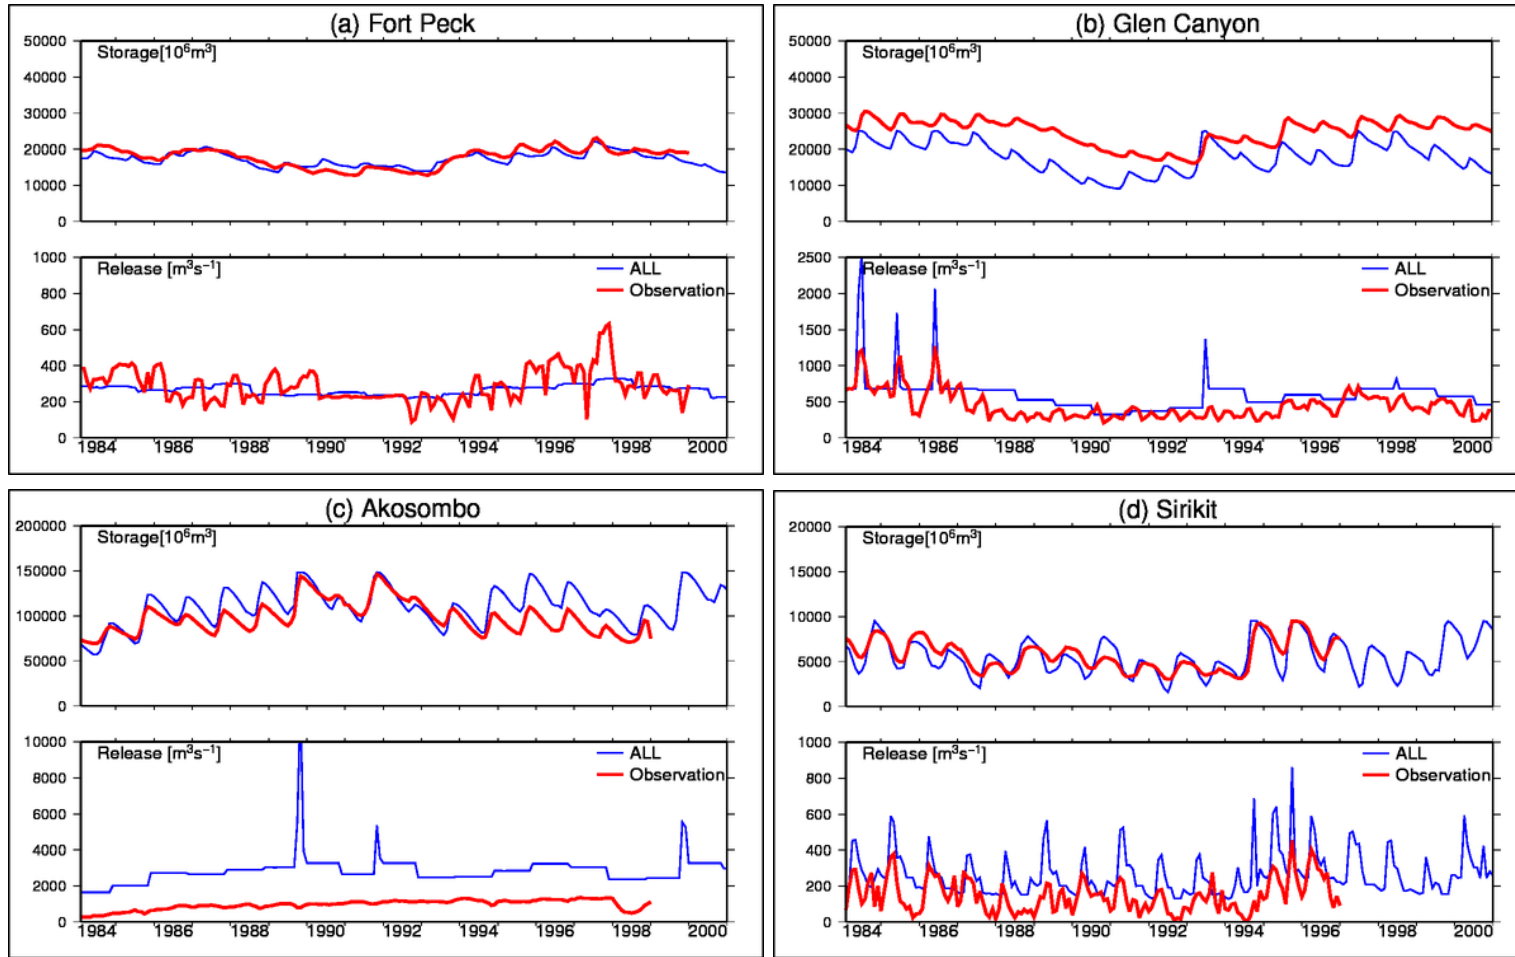 (a) Fort Peck
50000
Storage[10⁶m³]
40000
30000
20000
10000
0
1000
Release [m³s⁻¹]
ALL
800
Observation
600
400
200
0
1984 1986 1988 1990 1992 1994 1996 1998 2000
(b) Glen Canyon
50000
Storage[10⁶m³]
40000
30000
20000
10000
0
2500
Release [m³s⁻¹]
ALL
2000
Observation
1500
1000
500
0
1984 1986 1988 1990 1992 1994 1996 1998 2000
(c) Akosombo
200000
Storage[10⁶m³]
150000
100000
50000
0
10000
Release [m³s⁻¹]
ALL
8000
Observation
6000
4000
2000
0
1984 1986 1988 1990 1992 1994 1996 1998 2000
(d) Sirikit
20000
Storage[10⁶m³]
15000
10000
5000
0
1000
Release [m³s⁻¹]
ALL
800
Observation
600
400
200
0
1984 1986 1988 1990 1992 1994 1996 1998 2000